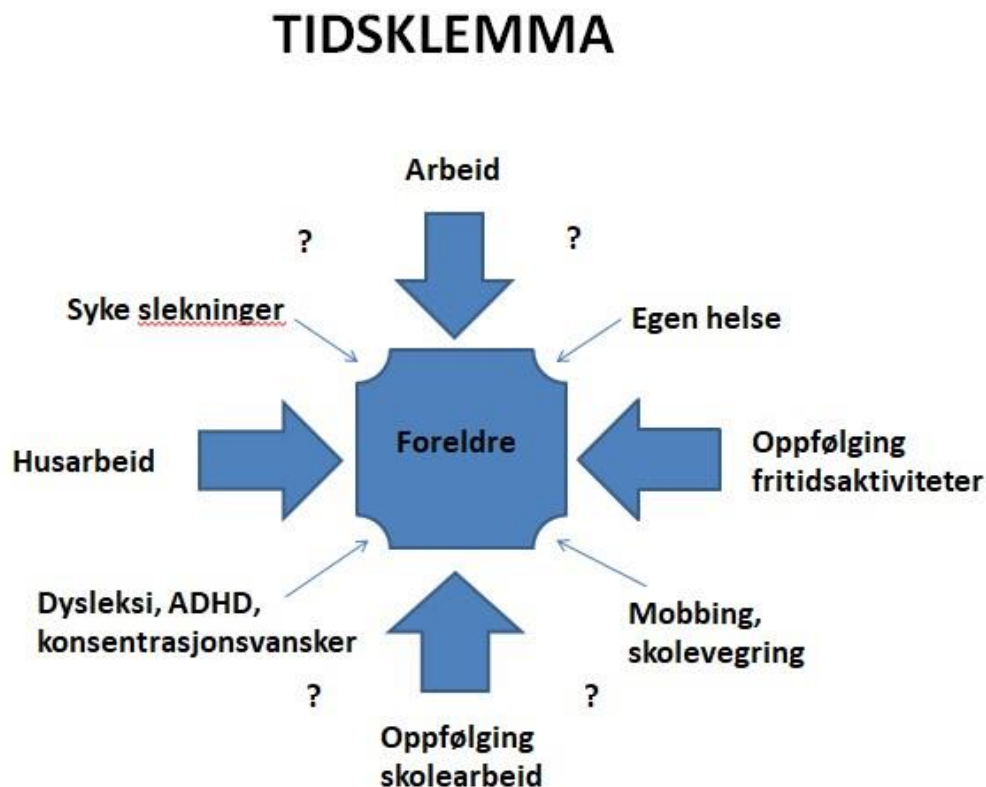 TIDSKLEMMA
Arbeid
?
?
Syke slekninger
Egen helse
Foreldre
Husarbeid
Oppfølging
fritidsaktiviteter
Dysleksi, ADHD,
konsentrasjonsvansker
Mobbing,
skolevegring
?
?
Oppfølging
skolearbeid